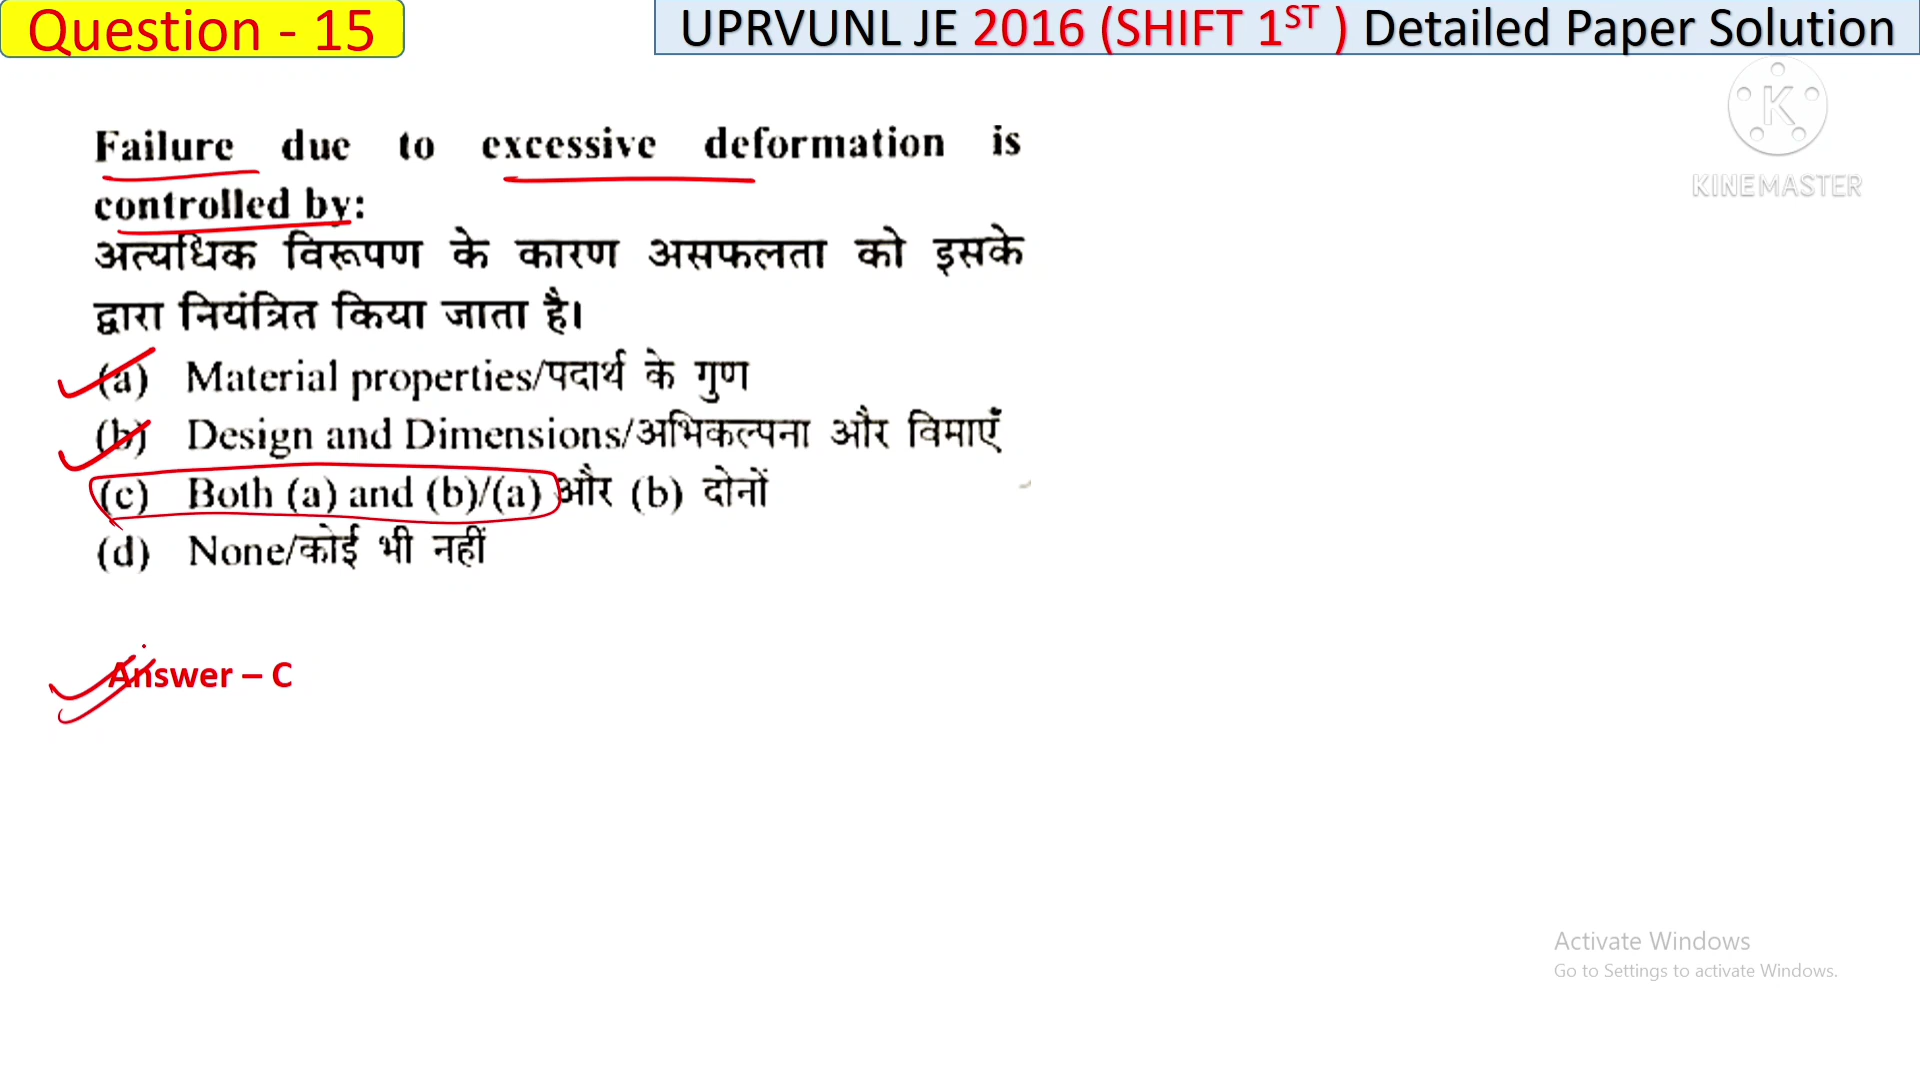 Question - 15
UPRVUNL JE 2016 (SHIFT 1ST ) Detailed Paper Solution
KINEMASTER
Failure due to excessive deformation is
controlled by:
अत्यधिक विरूपण के कारण असफलता को इसके
द्वारा नियंत्रित किया जाता है।
(a) Material properties/पदार्थ के गुण
(b) Design and Dimensions/अभिकल्पना और विमाएँ
(c) Both (a) and (b)/(a) और (b) दोनों
(d) None/कोई भी नहीं
Answer – C
Activate Windows
Go to Settings to activate Windows.